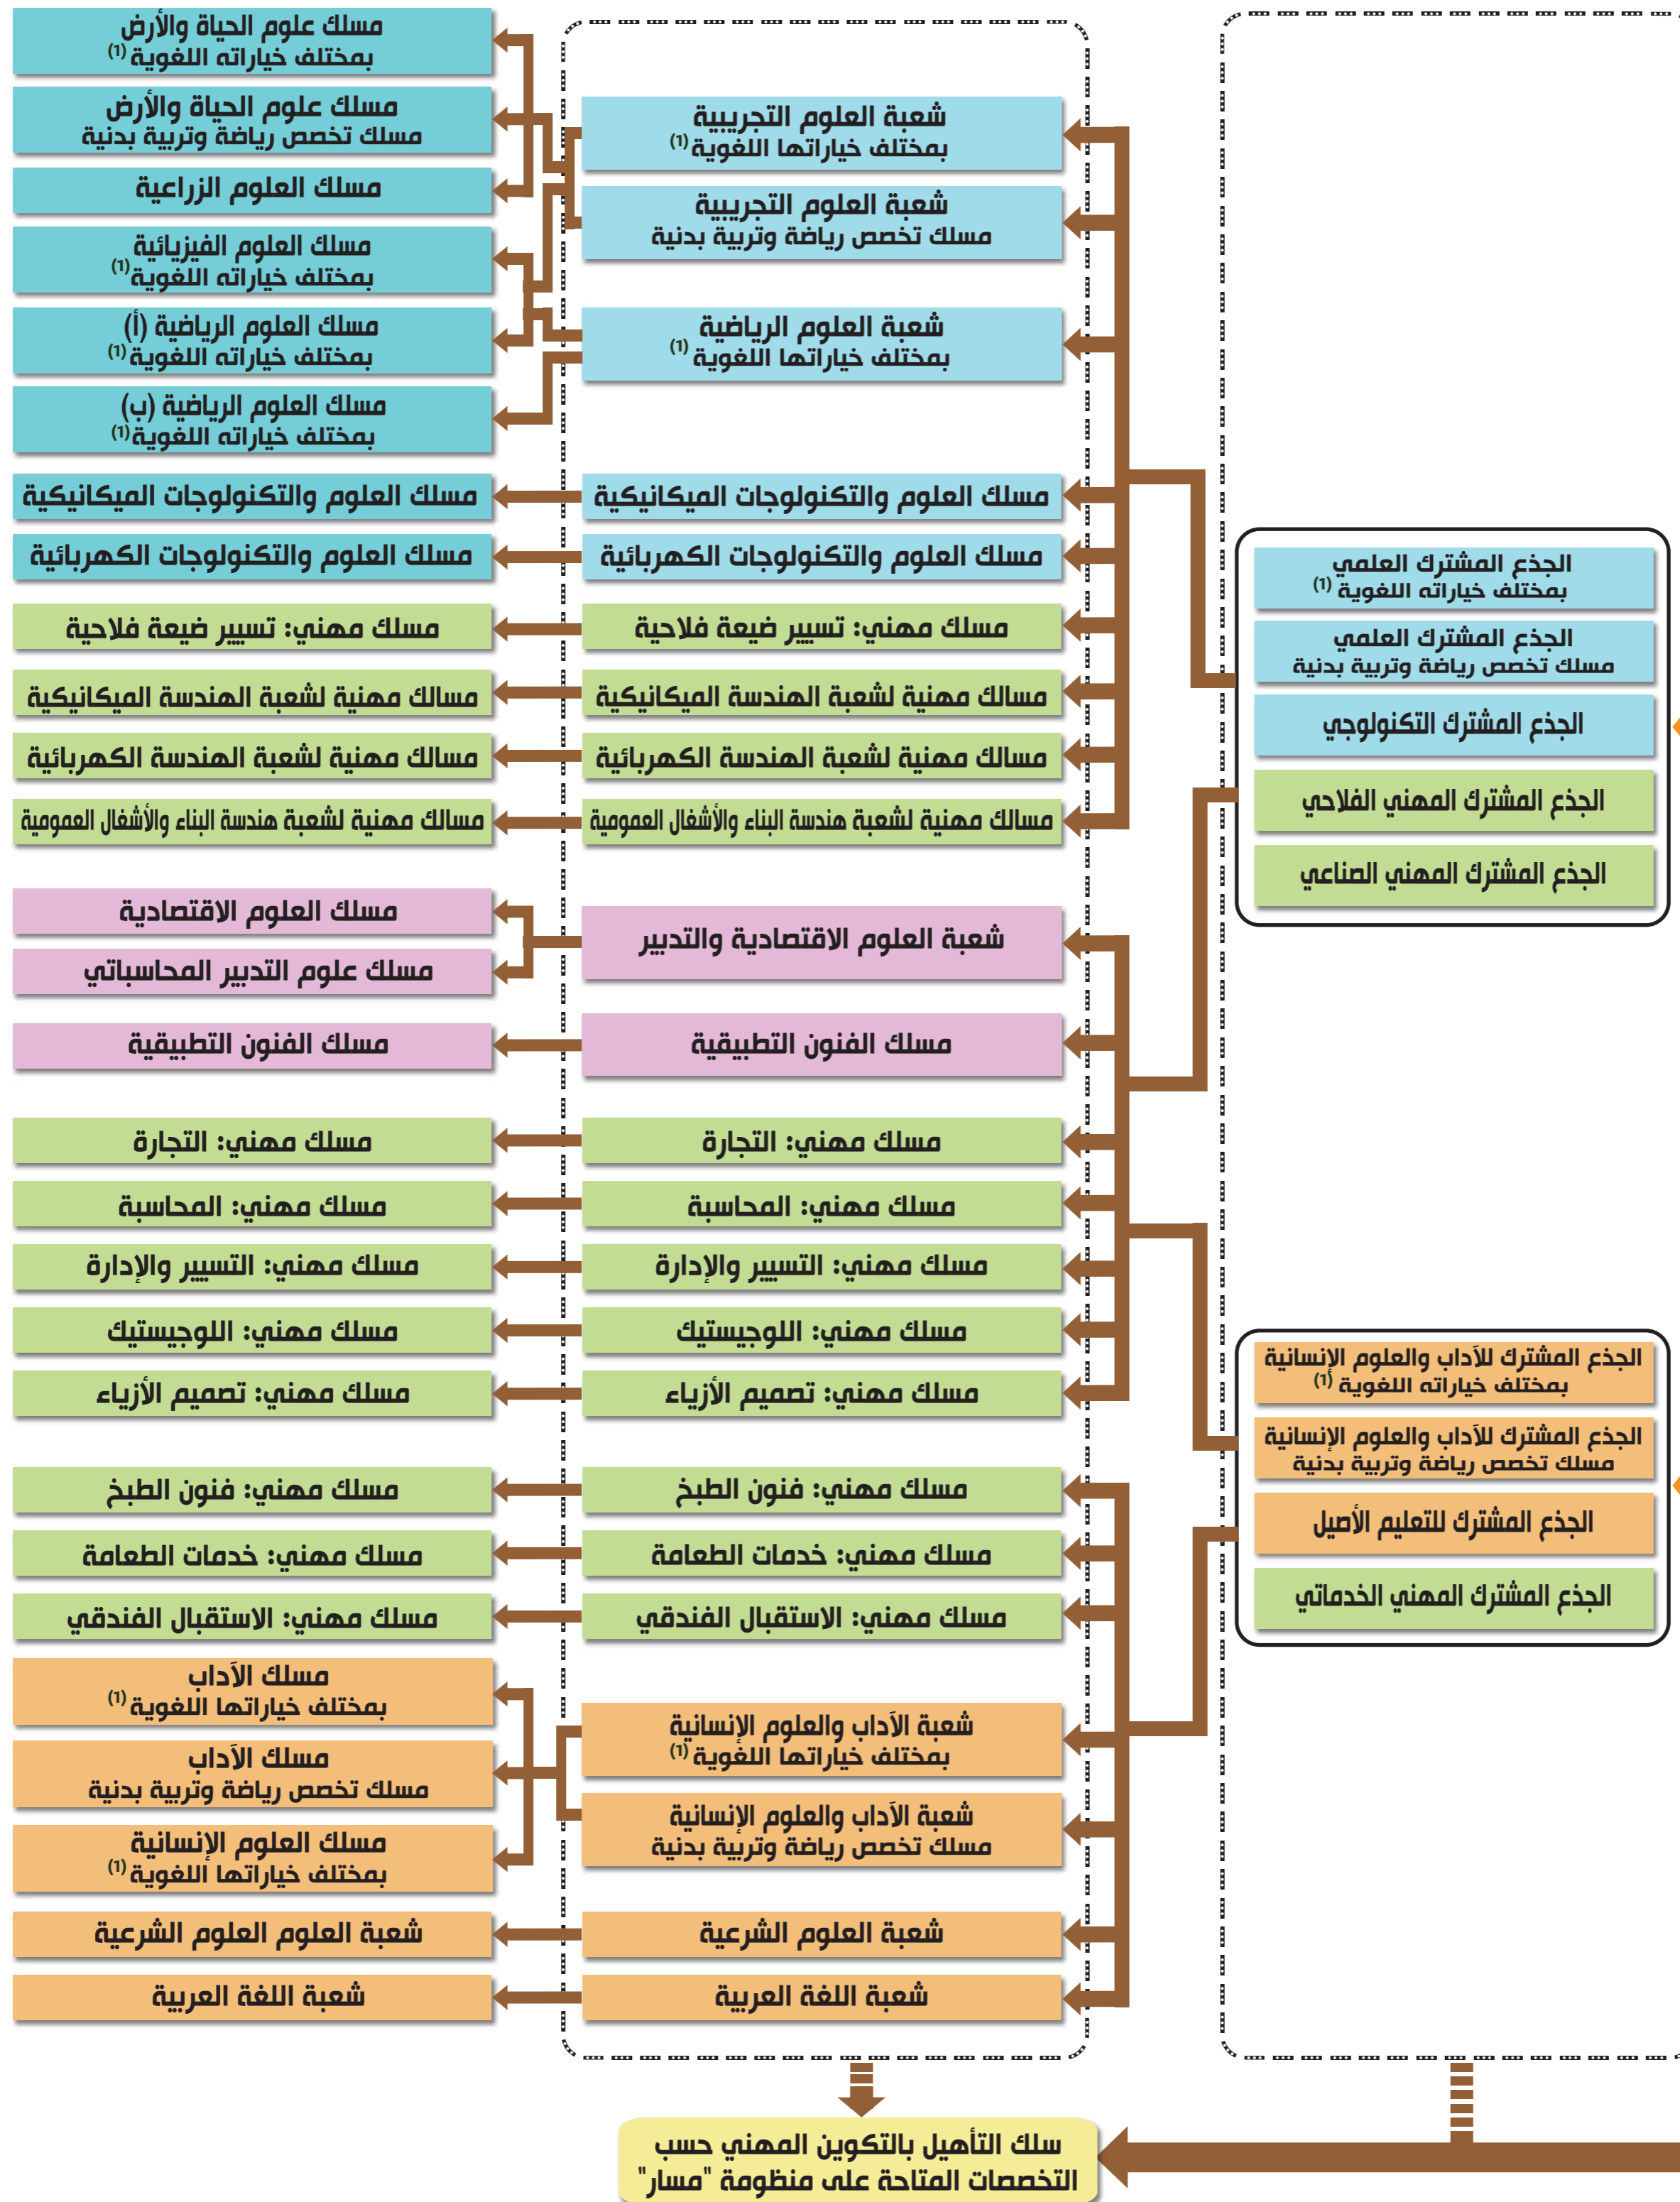 الجذع المشترك العلمي
بمختلف خياراته اللغوية (1)
الجذع المشترك العلمي
مسلك تخصص رياضة وتربية بدنية
الجذع المشترك التكنولوجي
الجذع المشترك المهني الفلاحي
الجذع المشترك المهني الصناعي
الجذع المشترك للآداب والعلوم الإنسانية
بمختلف خياراته اللغوية (1)
الجذع المشترك للآداب والعلوم الإنسانية
مسلك تخصص رياضة وتربية بدنية
الجذع المشترك للتعليم الأصيل
الجذع المشترك المهني الخدماتي
شعبة العلوم التجريبية
بمختلف خياراتها اللغوية (1)
شعبة العلوم التجريبية
مسلك تخصص رياضة وتربية بدنية
شعبة العلوم الرياضية
بمختلف خياراتها اللغوية (1)
مسلك العلوم والتكنولوجات الميكانيكية
مسلك العلوم والتكنولوجات الكهربائية
مسلك مهني: تسيير ضيعة فلاحية
مسالك مهنية لشعبة الهندسة الميكانيكية
مسالك مهنية لشعبة الهندسة الكهربائية
مسالك مهنية لشعبة هندسة البناء والأشغال العمومية
شعبة العلوم الاقتصادية والتدبير
مسلك الفنون التطبيقية
مسلك مهني: التجارة
مسلك مهني: المحاسبة
مسلك مهني: التسيير والإدارة
مسلك مهني: اللوجيستيك
مسلك مهني: تصميم الأزياء
مسلك مهني: فنون الطبخ
مسلك مهني: خدمات الطعامة
مسلك مهني: الاستقبال الفندقي
شعبة الآداب والعلوم الإنسانية
بمختلف خياراتها اللغوية (1)
شعبة الآداب والعلوم الإنسانية
مسلك تخصص رياضة وتربية بدنية
شعبة العلوم الشرعية
شعبة اللغة العربية
مسلك علوم الحياة والأرض
بمختلف خياراته اللغوية (1)
مسلك علوم الحياة والأرض
مسلك تخصص رياضة وتربية بدنية
مسلك العلوم الزراعية
مسلك العلوم الفيزيائية
بمختلف خياراته اللغوية (1)
مسلك العلوم الرياضية (أ)
بمختلف خياراته اللغوية (1)
مسلك العلوم الرياضية (ب)
بمختلف خياراته اللغوية (1)
مسلك العلوم والتكنولوجات الميكانيكية
مسلك العلوم والتكنولوجات الكهربائية
مسلك مهني: تسيير ضيعة فلاحية
مسالك مهنية لشعبة الهندسة الميكانيكية
مسالك مهنية لشعبة الهندسة الكهربائية
مسالك مهنية لشعبة هندسة البناء والأشغال العمومية
مسلك العلوم الاقتصادية
مسلك علوم التدبير المحاسباتي
مسلك الفنون التطبيقية
مسلك مهني: التجارة
مسلك مهني: المحاسبة
مسلك مهني: التسيير والإدارة
مسلك مهني: اللوجيستيك
مسلك مهني: تصميم الأزياء
مسلك مهني: فنون الطبخ
مسلك مهني: خدمات الطعامة
مسلك مهني: الاستقبال الفندقي
مسلك الآداب
بمختلف خياراتها اللغوية (1)
مسلك الآداب
مسلك تخصص رياضة وتربية بدنية
مسلك العلوم الإنسانية
بمختلف خياراتها اللغوية (1)
شعبة العلوم العلوم الشرعية
شعبة اللغة العربية
سلك التأهيل بالتكوين المهني حسب
التخصصات المتاحة على منظومة "مسار"